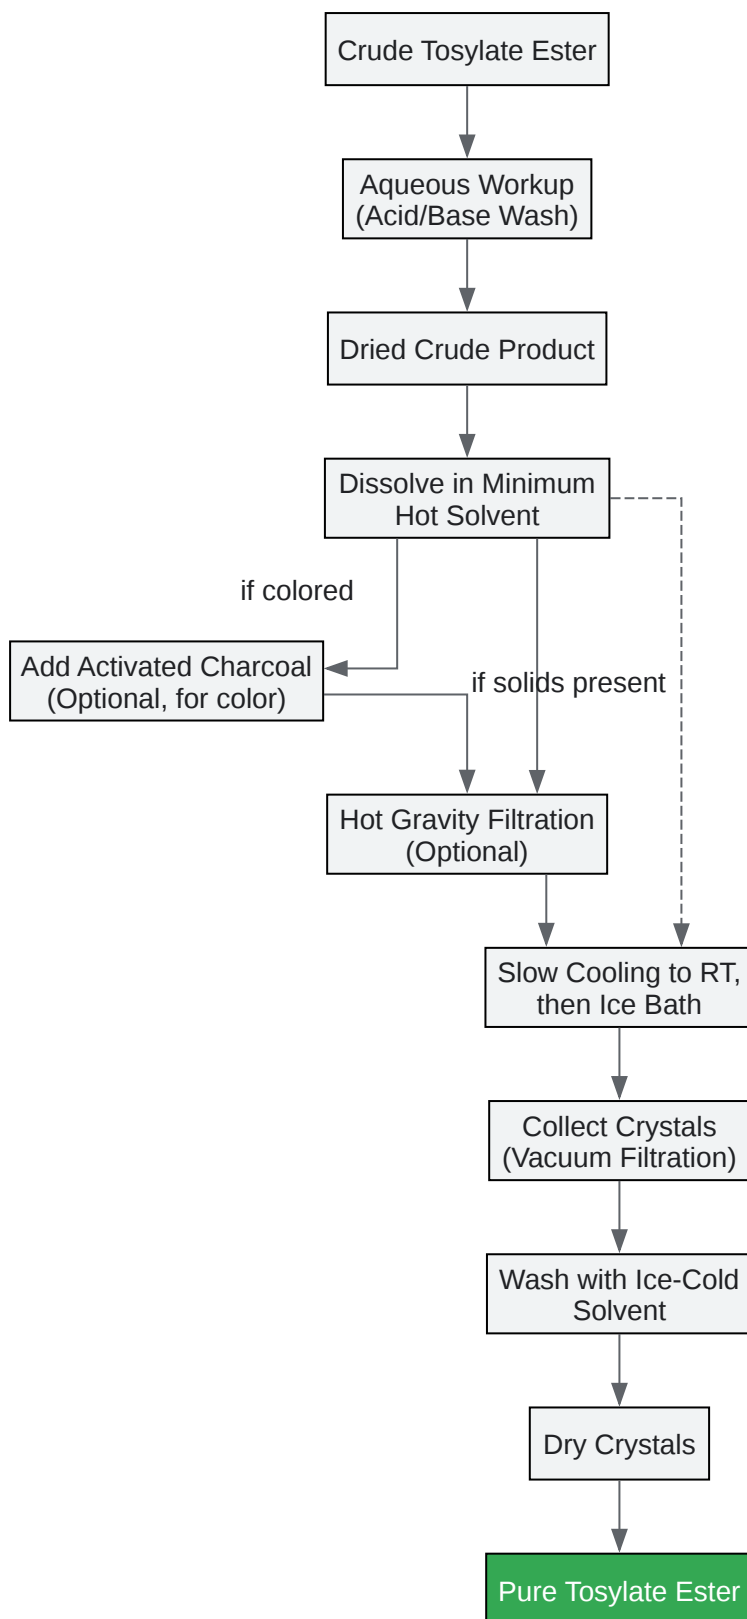 Crude Tosylate Ester
Aqueous Workup
(Acid/Base Wash)
Dried Crude Product
Dissolve in Minimum
Hot Solvent
if colored
Add Activated Charcoal
(Optional, for color)
if solids present
Hot Gravity Filtration
(Optional)
Slow Cooling to RT,
then Ice Bath
Collect Crystals
(Vacuum Filtration)
Wash with Ice-Cold
Solvent
Dry Crystals
Pure Tosylate Ester